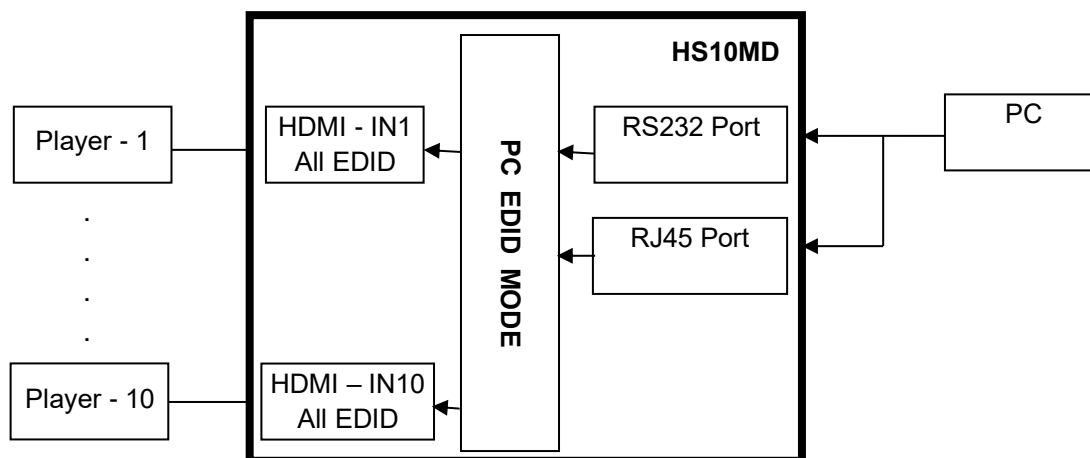 HS10MD
Player - 1
HDMI - IN1
All EDID
PC EDID MODE
RS232 Port
PC
RJ45 Port
.
.
.
.
Player - 10
HDMI – IN10
All EDID